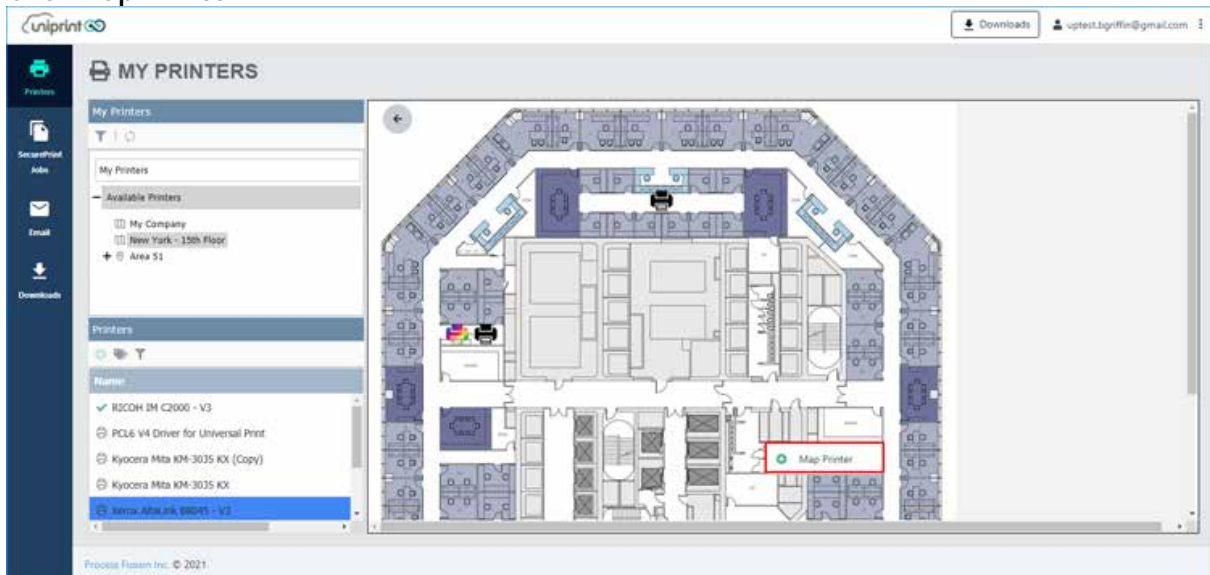 uniprint
Downloads
uptest.bgriffin@gmail.com
Printers
SecurePrint
Jobs
Email
Downloads
MY PRINTERS
My Printers
My Printers
Available Printers
My Company
New York - 15th Floor
Area 51
Printers
Name
RICOH IM C2000 - V3
PCL6 V4 Driver for Universal Print
Kyocera Mita KM-3035 KX (Copy)
Kyocera Mita KM-3035 KX
Xerox AltaLink B8045 - V3
Map Printer
Process Fusion Inc. © 2021